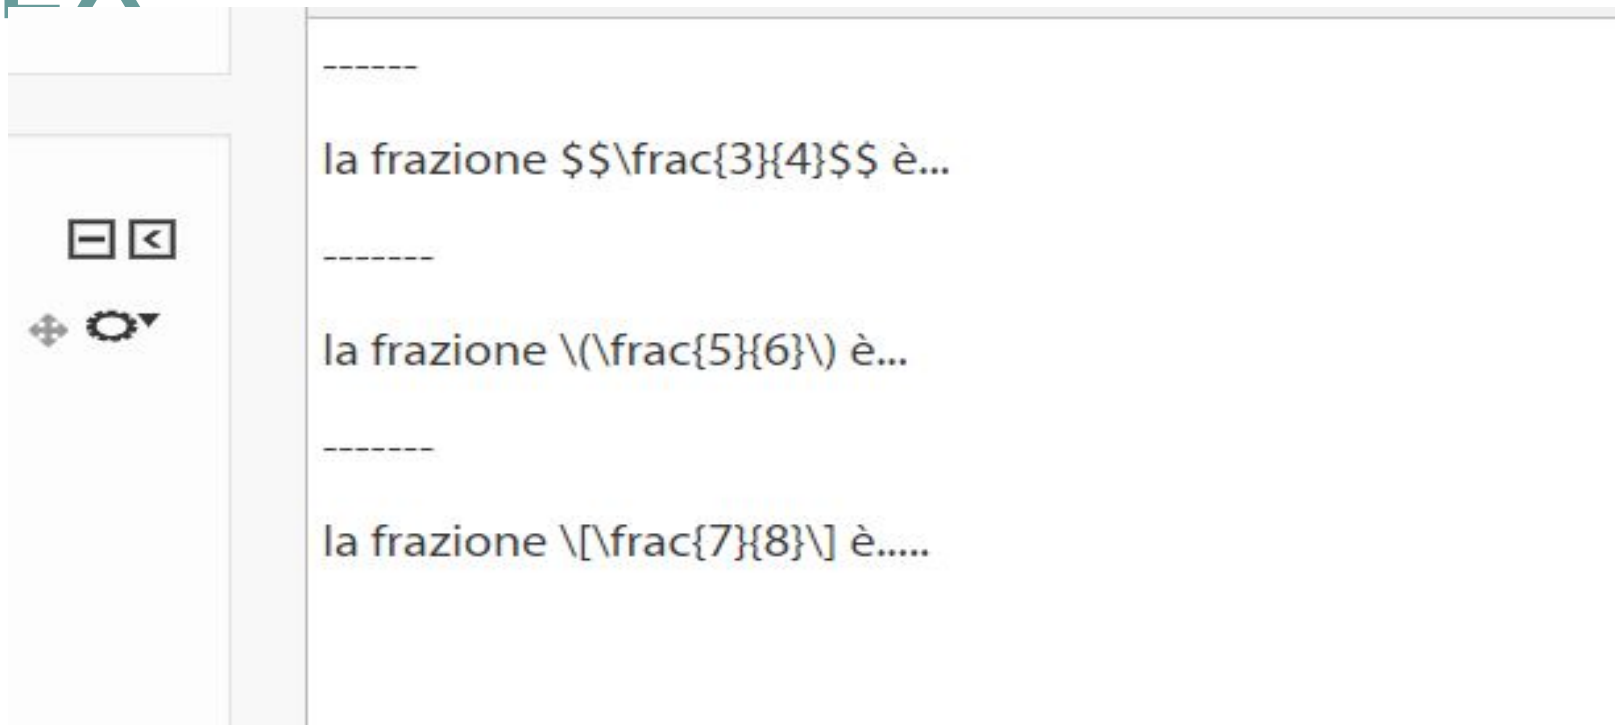 ------
la frazione $$\frac{3}{4}$$ è...
-------
la frazione \(\frac{5}{6}\) è...
-------
la frazione \[\frac{7}{8}\] è.....